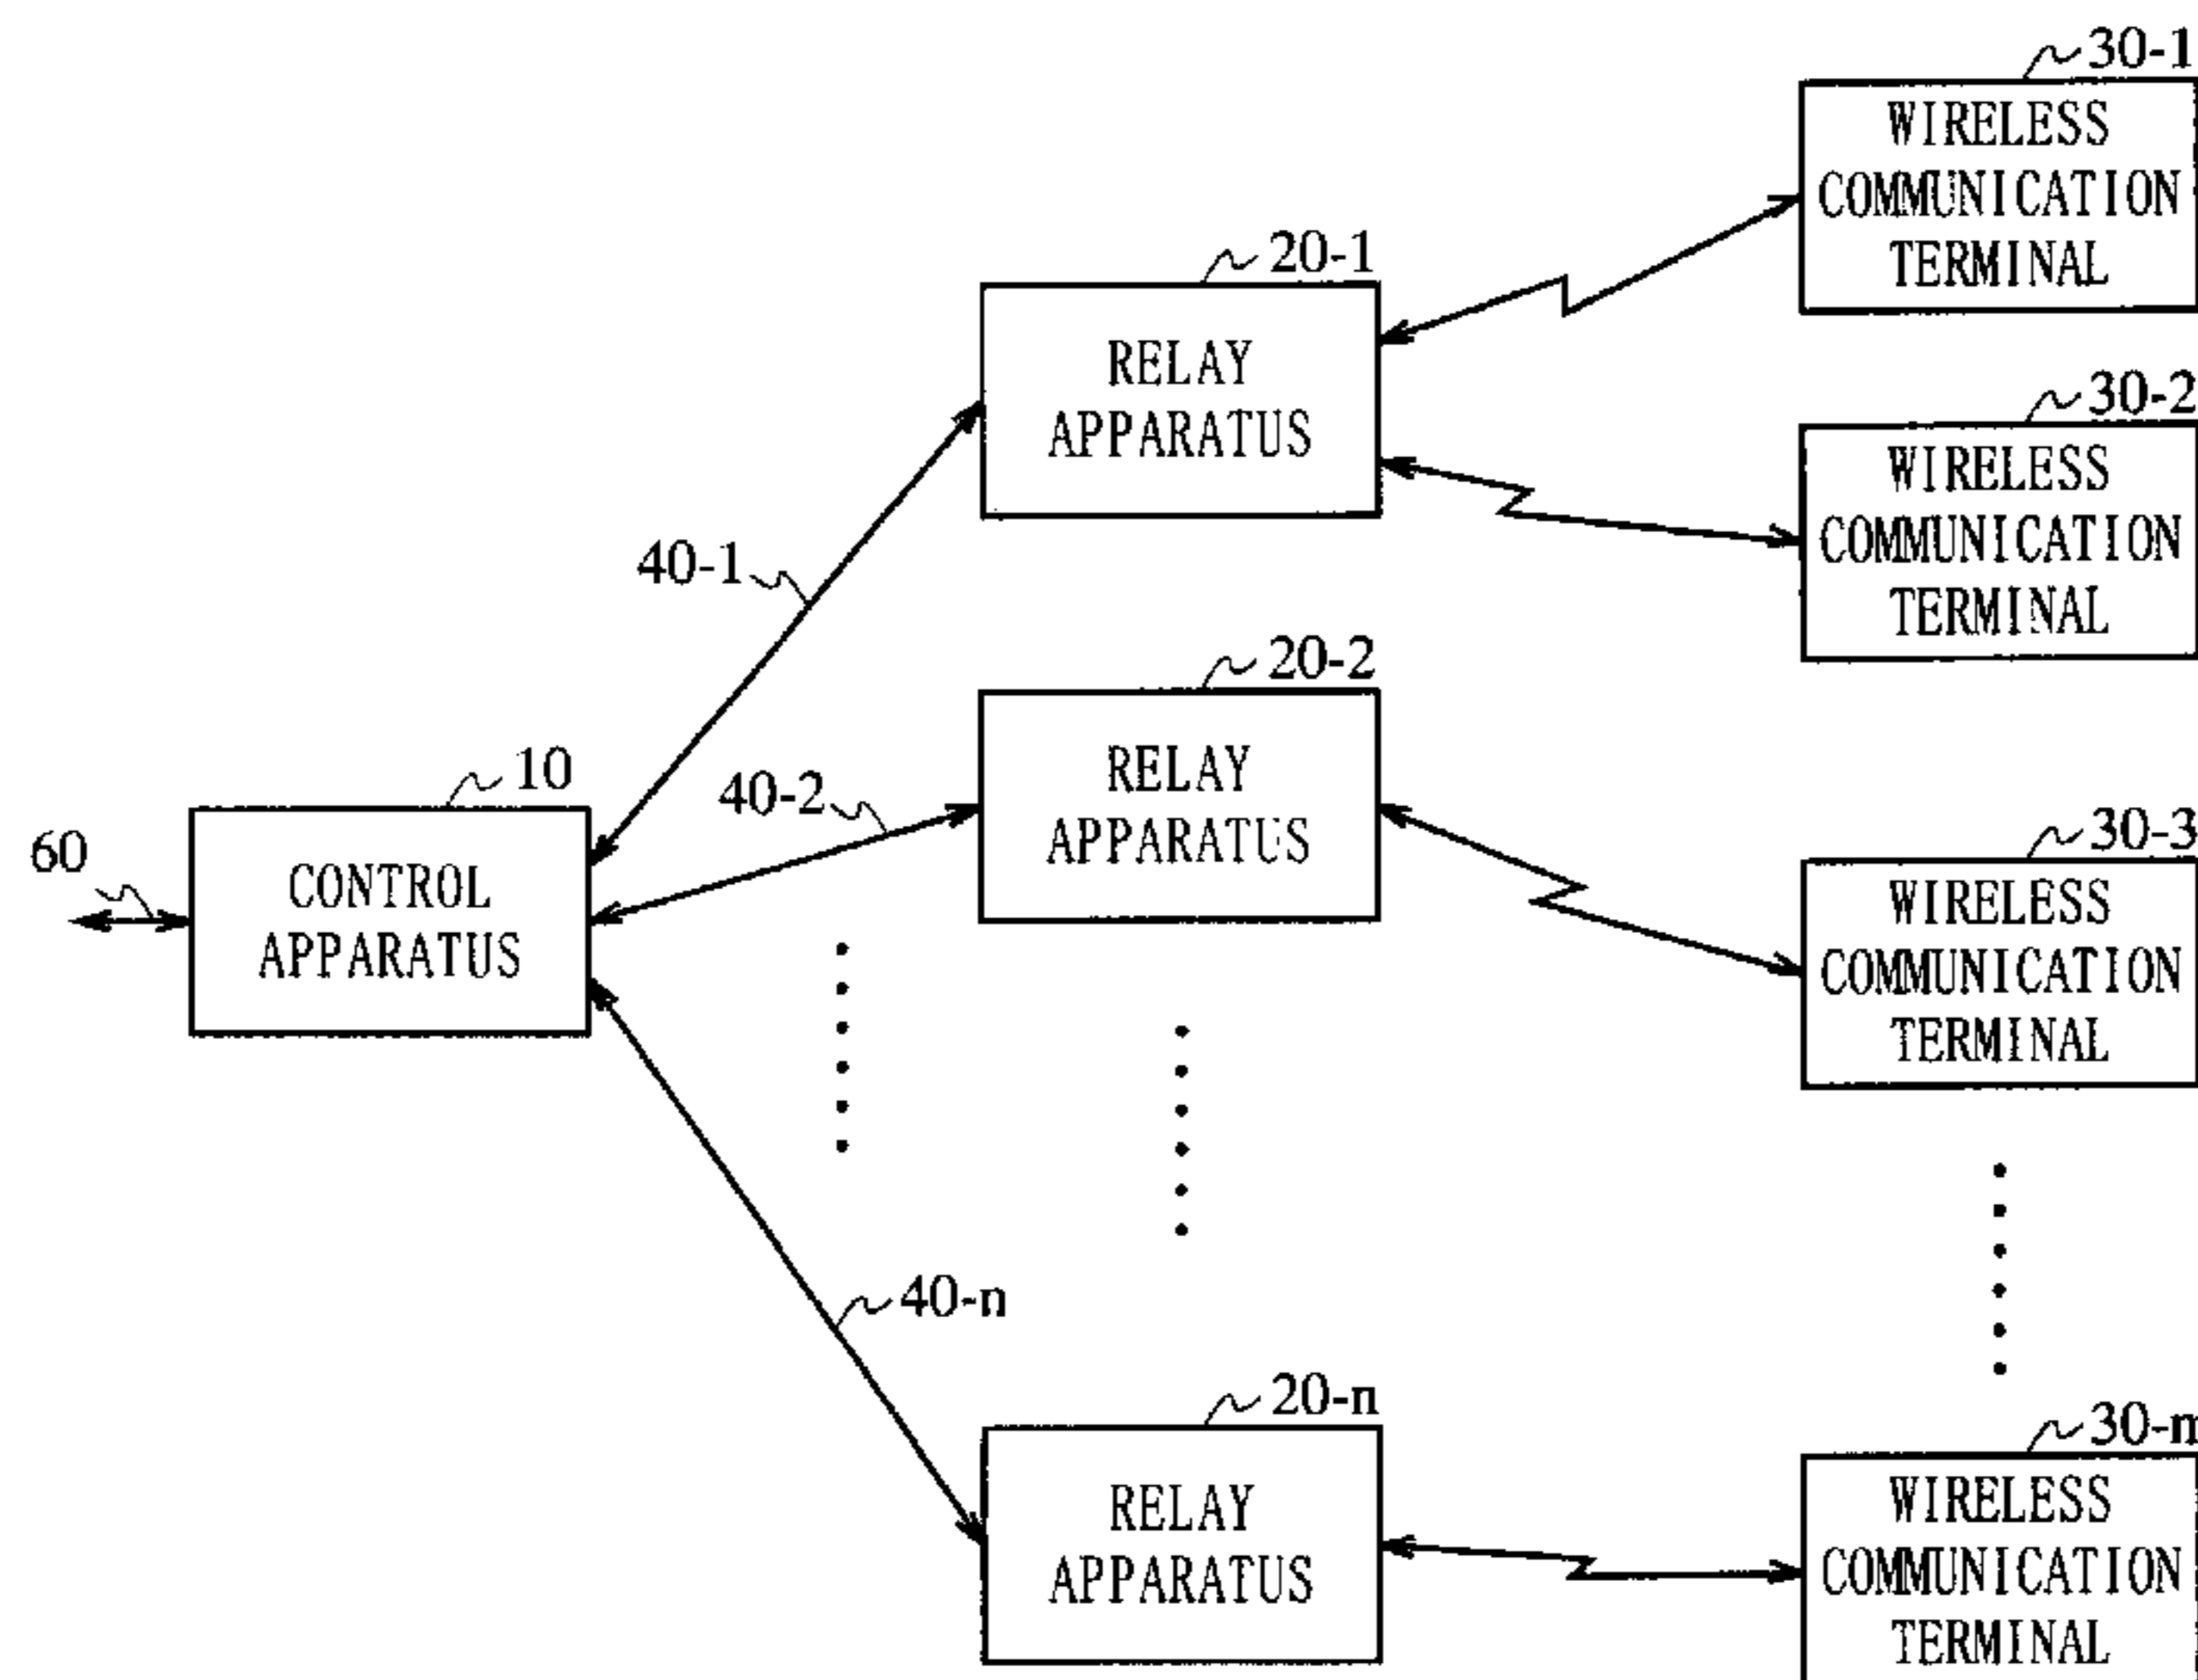 30-1
WIRELESS
COMMUNICATION
TERMINAL
20-1
RELAY
APPARATUS
30-2
WIRELESS
COMMUNICATION
TERMINAL
40-1
20-2
RELAY
APPARATUS
10
40-2
60
CONTROL
APPARATUS
30-3
WIRELESS
COMMUNICATION
TERMINAL
40-n
20-n
RELAY
APPARATUS
30-m
WIRELESS
COMMUNICATION
TERMINAL